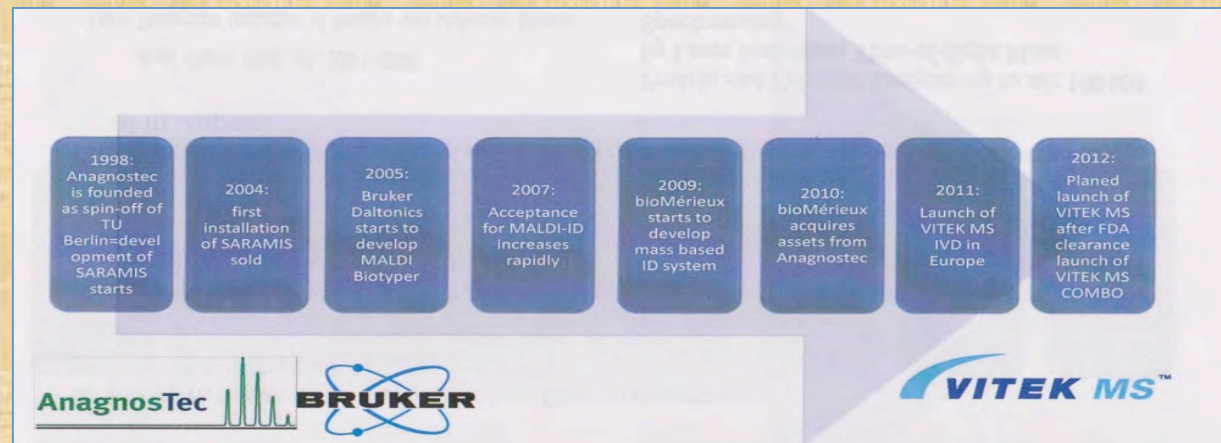 1998:
Anagnostec
is founded
as spin-off of
TU
Berlin=devel
opment of
SARAMIS
starts
2004:
first
installation
of SARAMIS
sold
2005:
Bruker
Daltonics
starts to
develop
MALDI
Biotyper
2007:
Acceptance
for MALDI-ID
increases
rapidly
2009:
bioMérieux
starts to
develop
mass based
ID system
2010:
bioMérieux
acquires
assets from
Anagnostec
2011:
Launch of
VITEK MS
IVD in
Europe
2012:
Planed
launch of
VITEK MS
after FDA
clearance
launch of
VITEK MS
COMBO
AnagnosTec
BRUKER
VITEK MS™